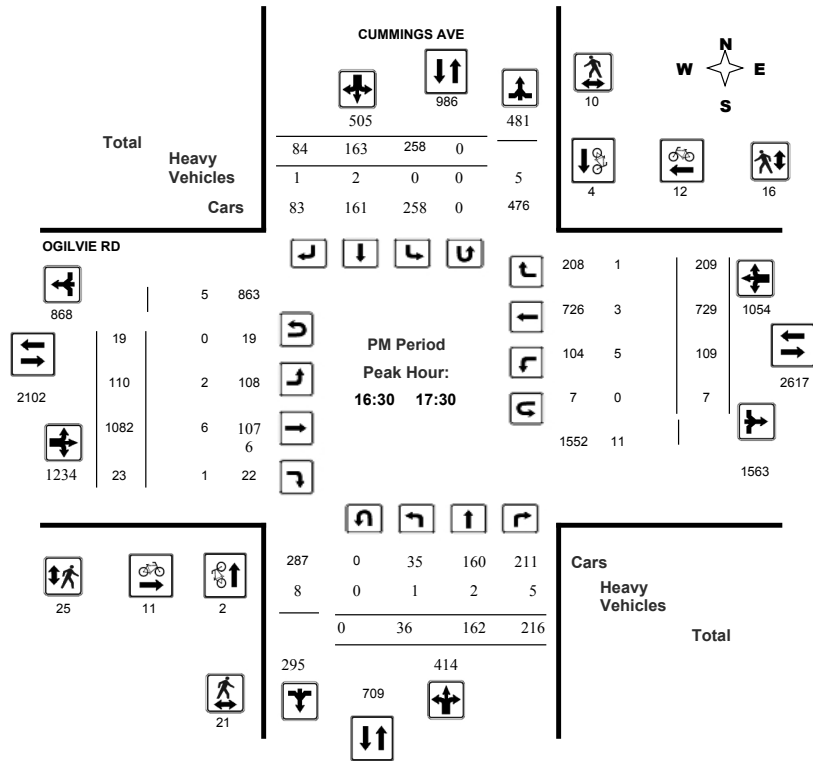 CUMMINGS AVE
N
W E
S
986
10
505 481
Total 84 163 258 0
Heavy
Vehicles 1 2 0 0 5
Cars 83 161 258 0 476
4 12 16
OGILVIE RD
868 5 863
208 1 209
1054
19 0 19
726 3 729
2102
PM Period
Peak Hour:
16:30 17:30
110 2 108
104 5 109
2617
7 0 7
1082 6 107
6
1552 11
1563
1234 23 1 22
287 0 35 160 211 Cars
8 0 1 2 5 Heavy
Vehicles
25 11 2
0 36 162 216 Total
295 414
709
21